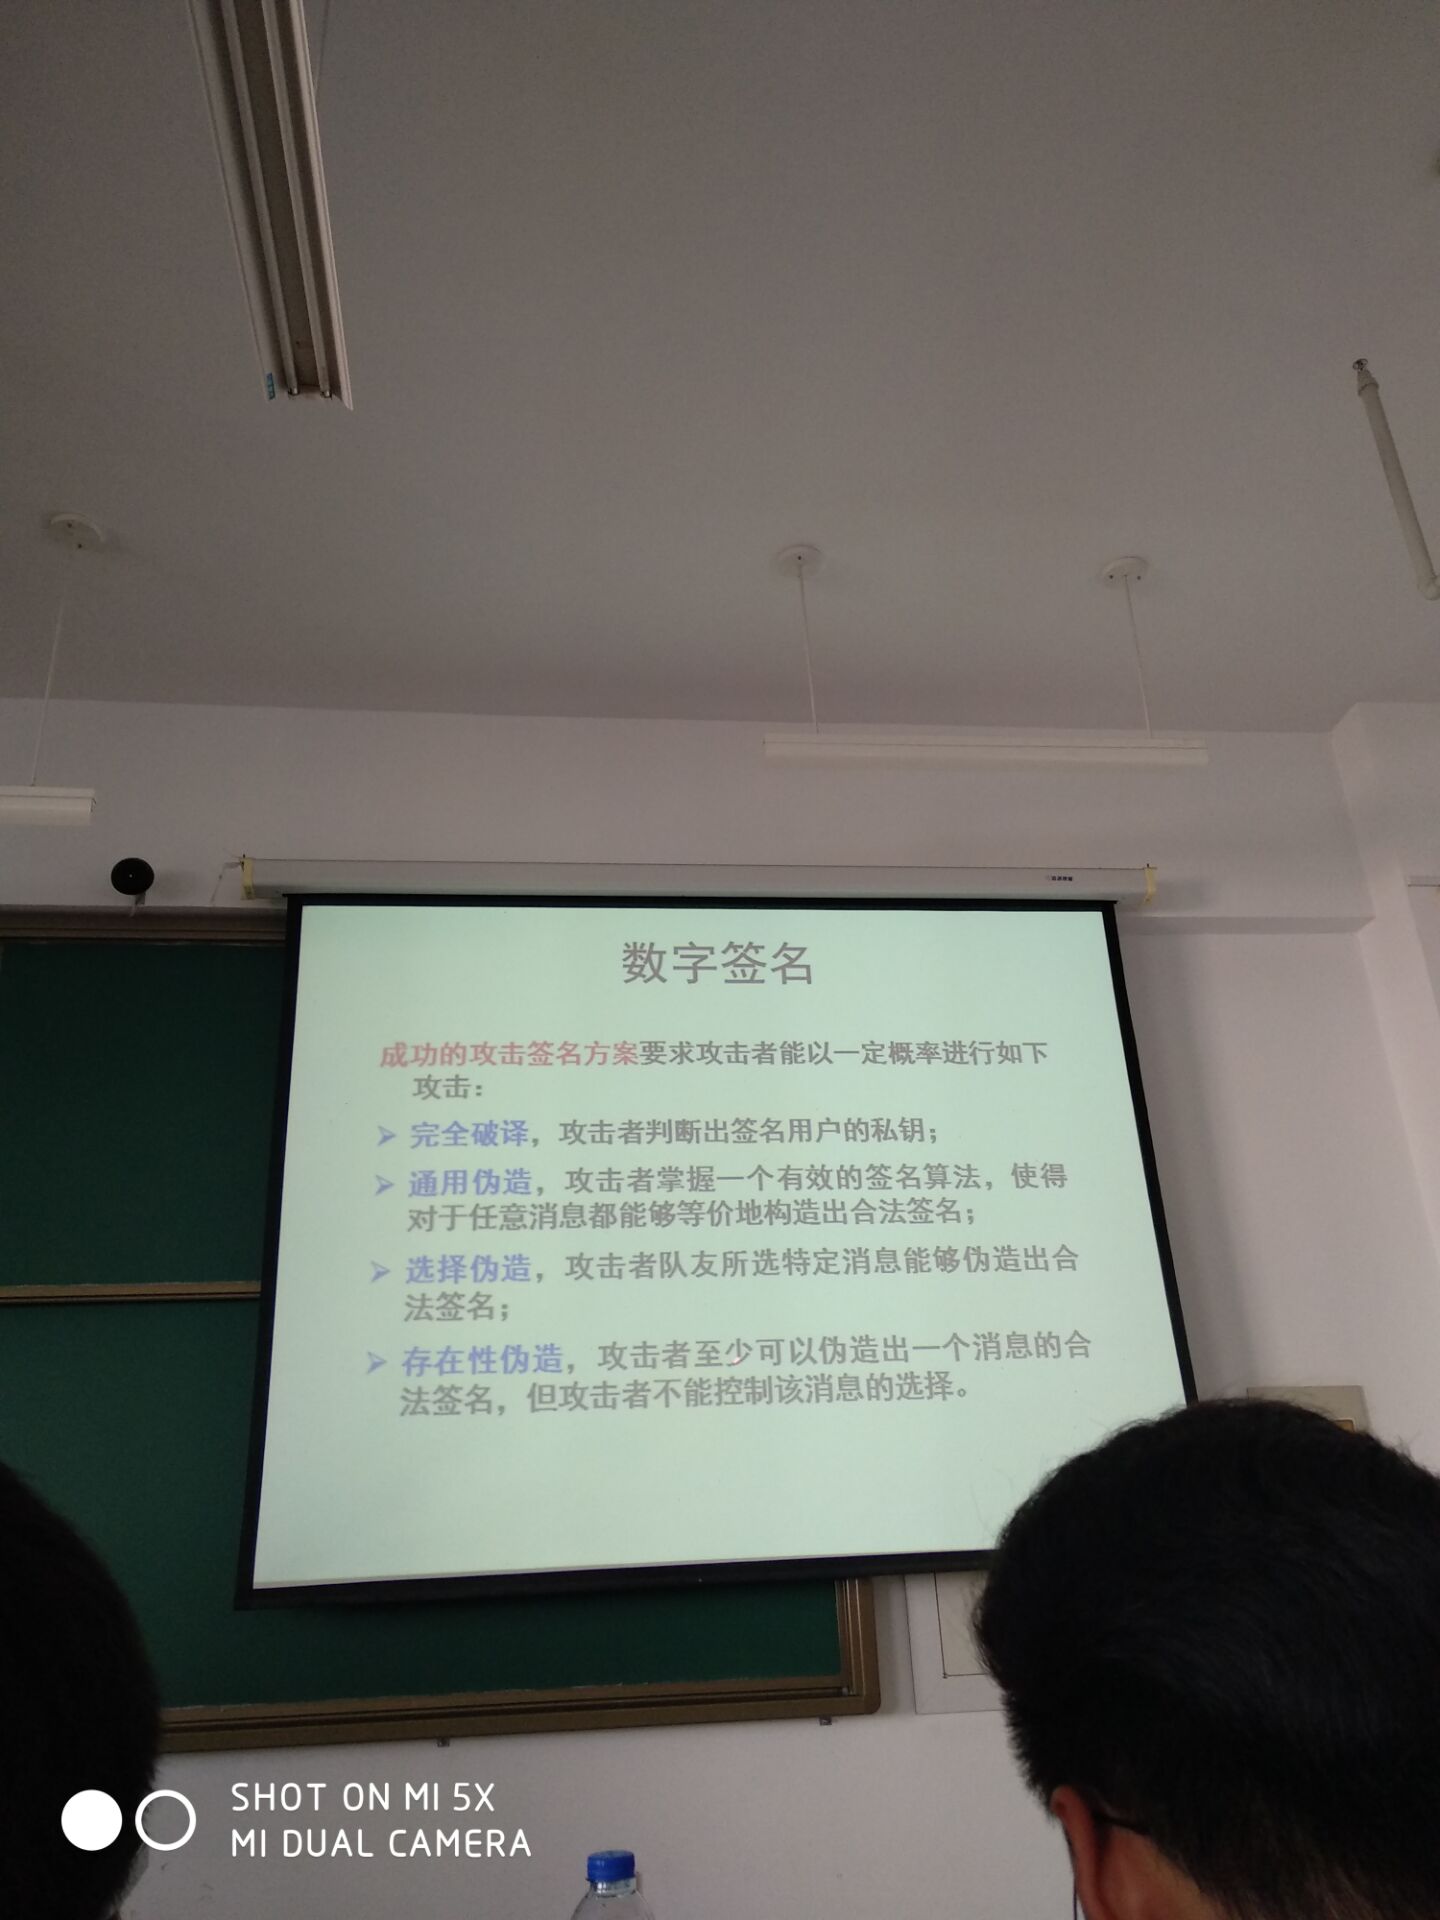 数字签名
成功的攻击签名方案要求攻击者能以一定概率进行如下
攻击：
➢ 完全破译，攻击者判断出签名用户的私钥；
➢ 通用伪造，攻击者掌握一个有效的签名算法，使得
对于任意消息都能够等价地构造出合法签名；
➢ 选择伪造，攻击者队友所选特定消息能够伪造出合
法签名；
➢ 存在性伪造，攻击者至少可以伪造出一个消息的合
法签名，但攻击者不能控制该消息的选择。
SHOT ON MI 5X
MI DUAL CAMERA